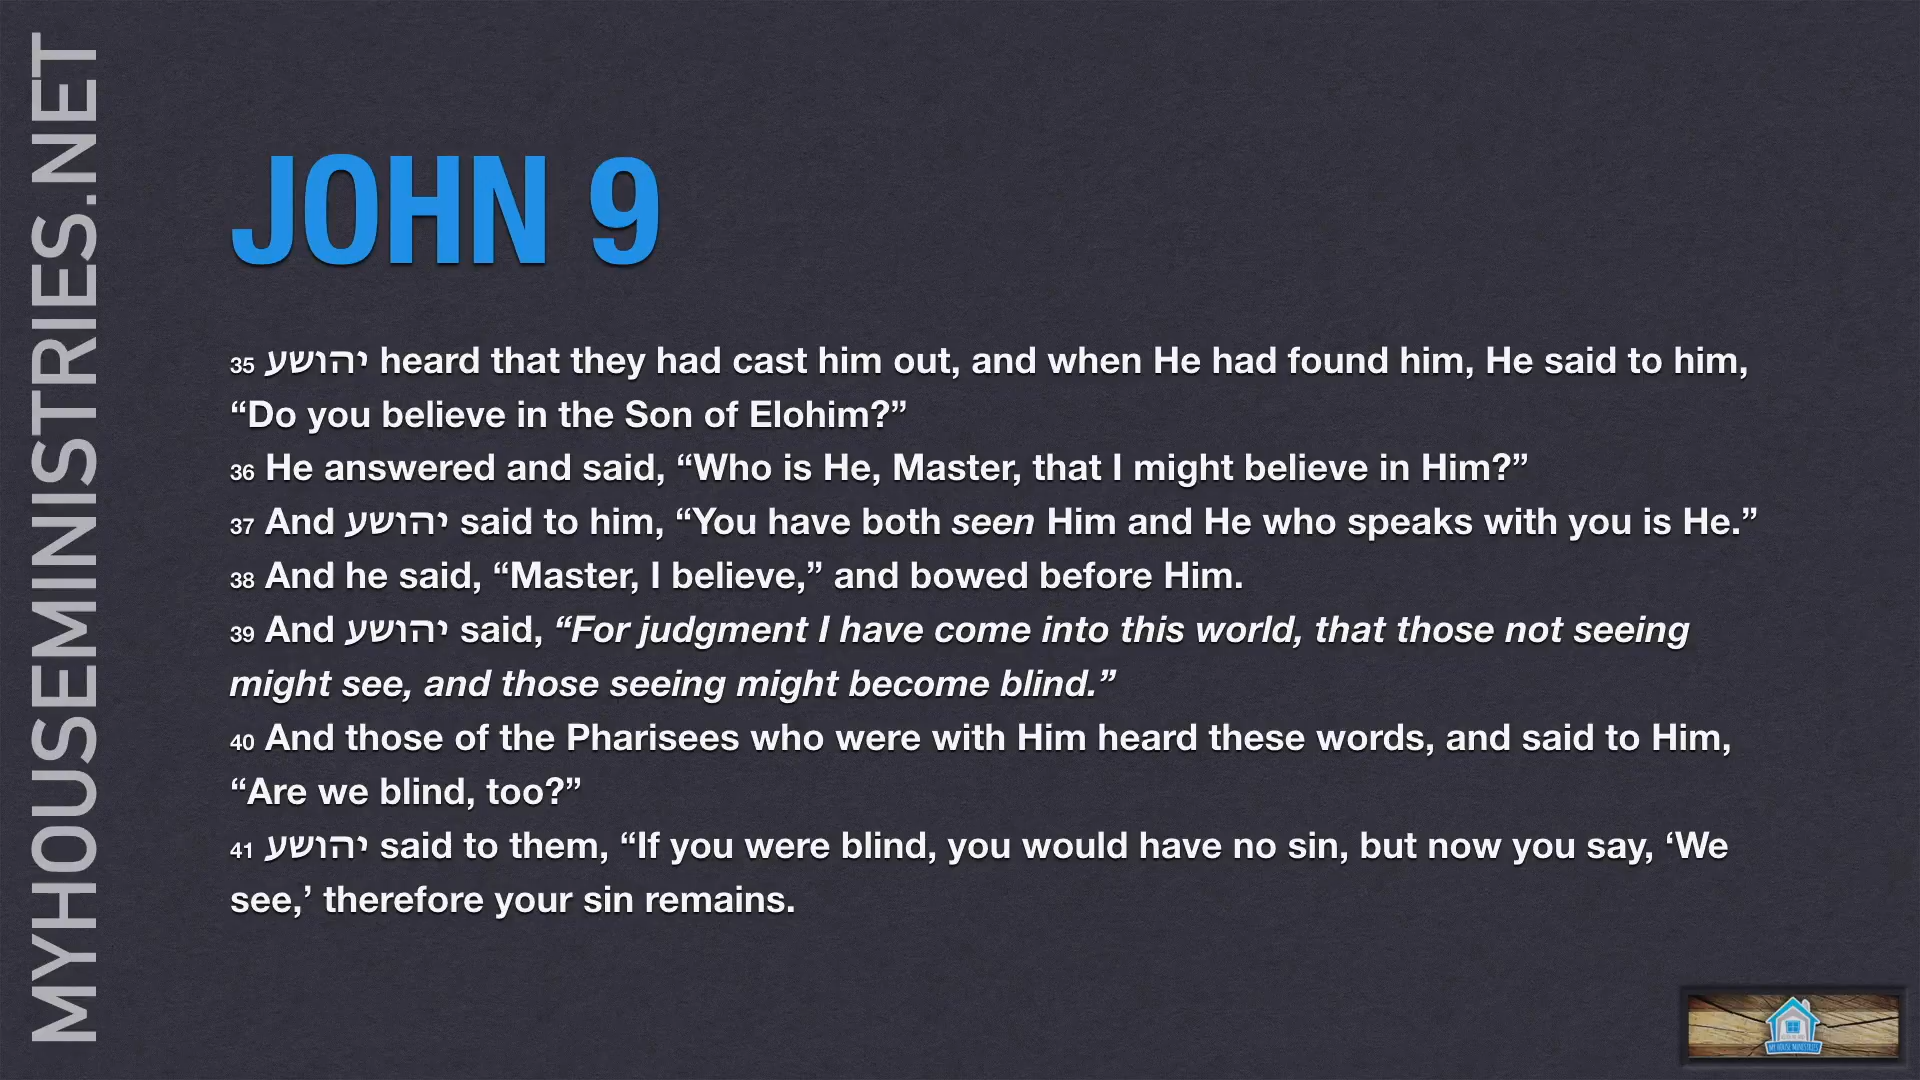 MYHOUSEMINISTRIES.NET
JOHN 9
35 יהושע heard that they had cast him out, and when He had found him, He said to him,
“Do you believe in the Son of Elohim?”
36 He answered and said, “Who is He, Master, that I might believe in Him?”
37 And יהושע said to him, “You have both seen Him and He who speaks with you is He.”
38 And he said, “Master, I believe,” and bowed before Him.
39 And יהושע said, “For judgment I have come into this world, that those not seeing
might see, and those seeing might become blind.”
40 And those of the Pharisees who were with Him heard these words, and said to Him,
“Are we blind, too?”
41 יהושע said to them, “If you were blind, you would have no sin, but now you say, ‘We
see,’ therefore your sin remains.
MY HOUSE MINISTRIES